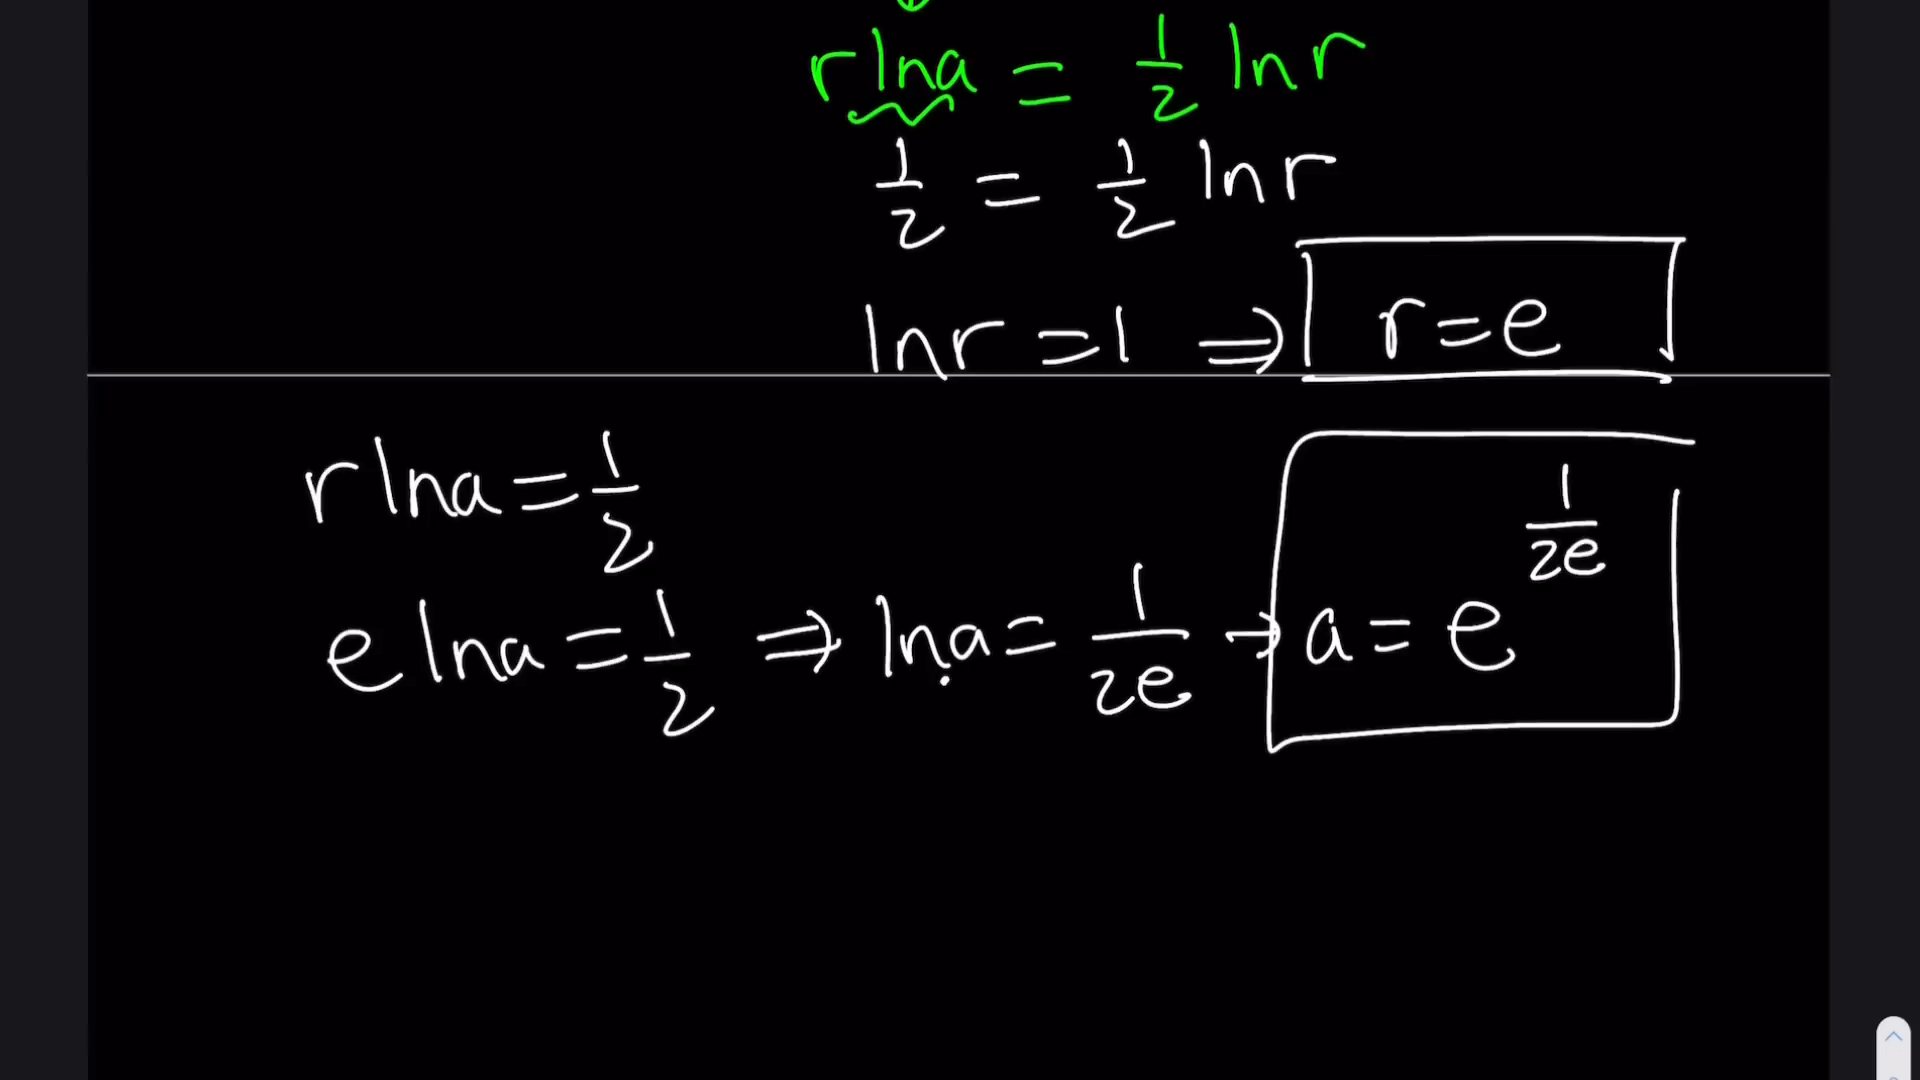 r ln a = 1/2 ln r
1/2 = 1/2 ln r
ln r = 1 ⇒ r = e
r ln a = 1/2
e ln a = 1/2 ⇒ ln a = 1/2e → a = e^(1/2e)